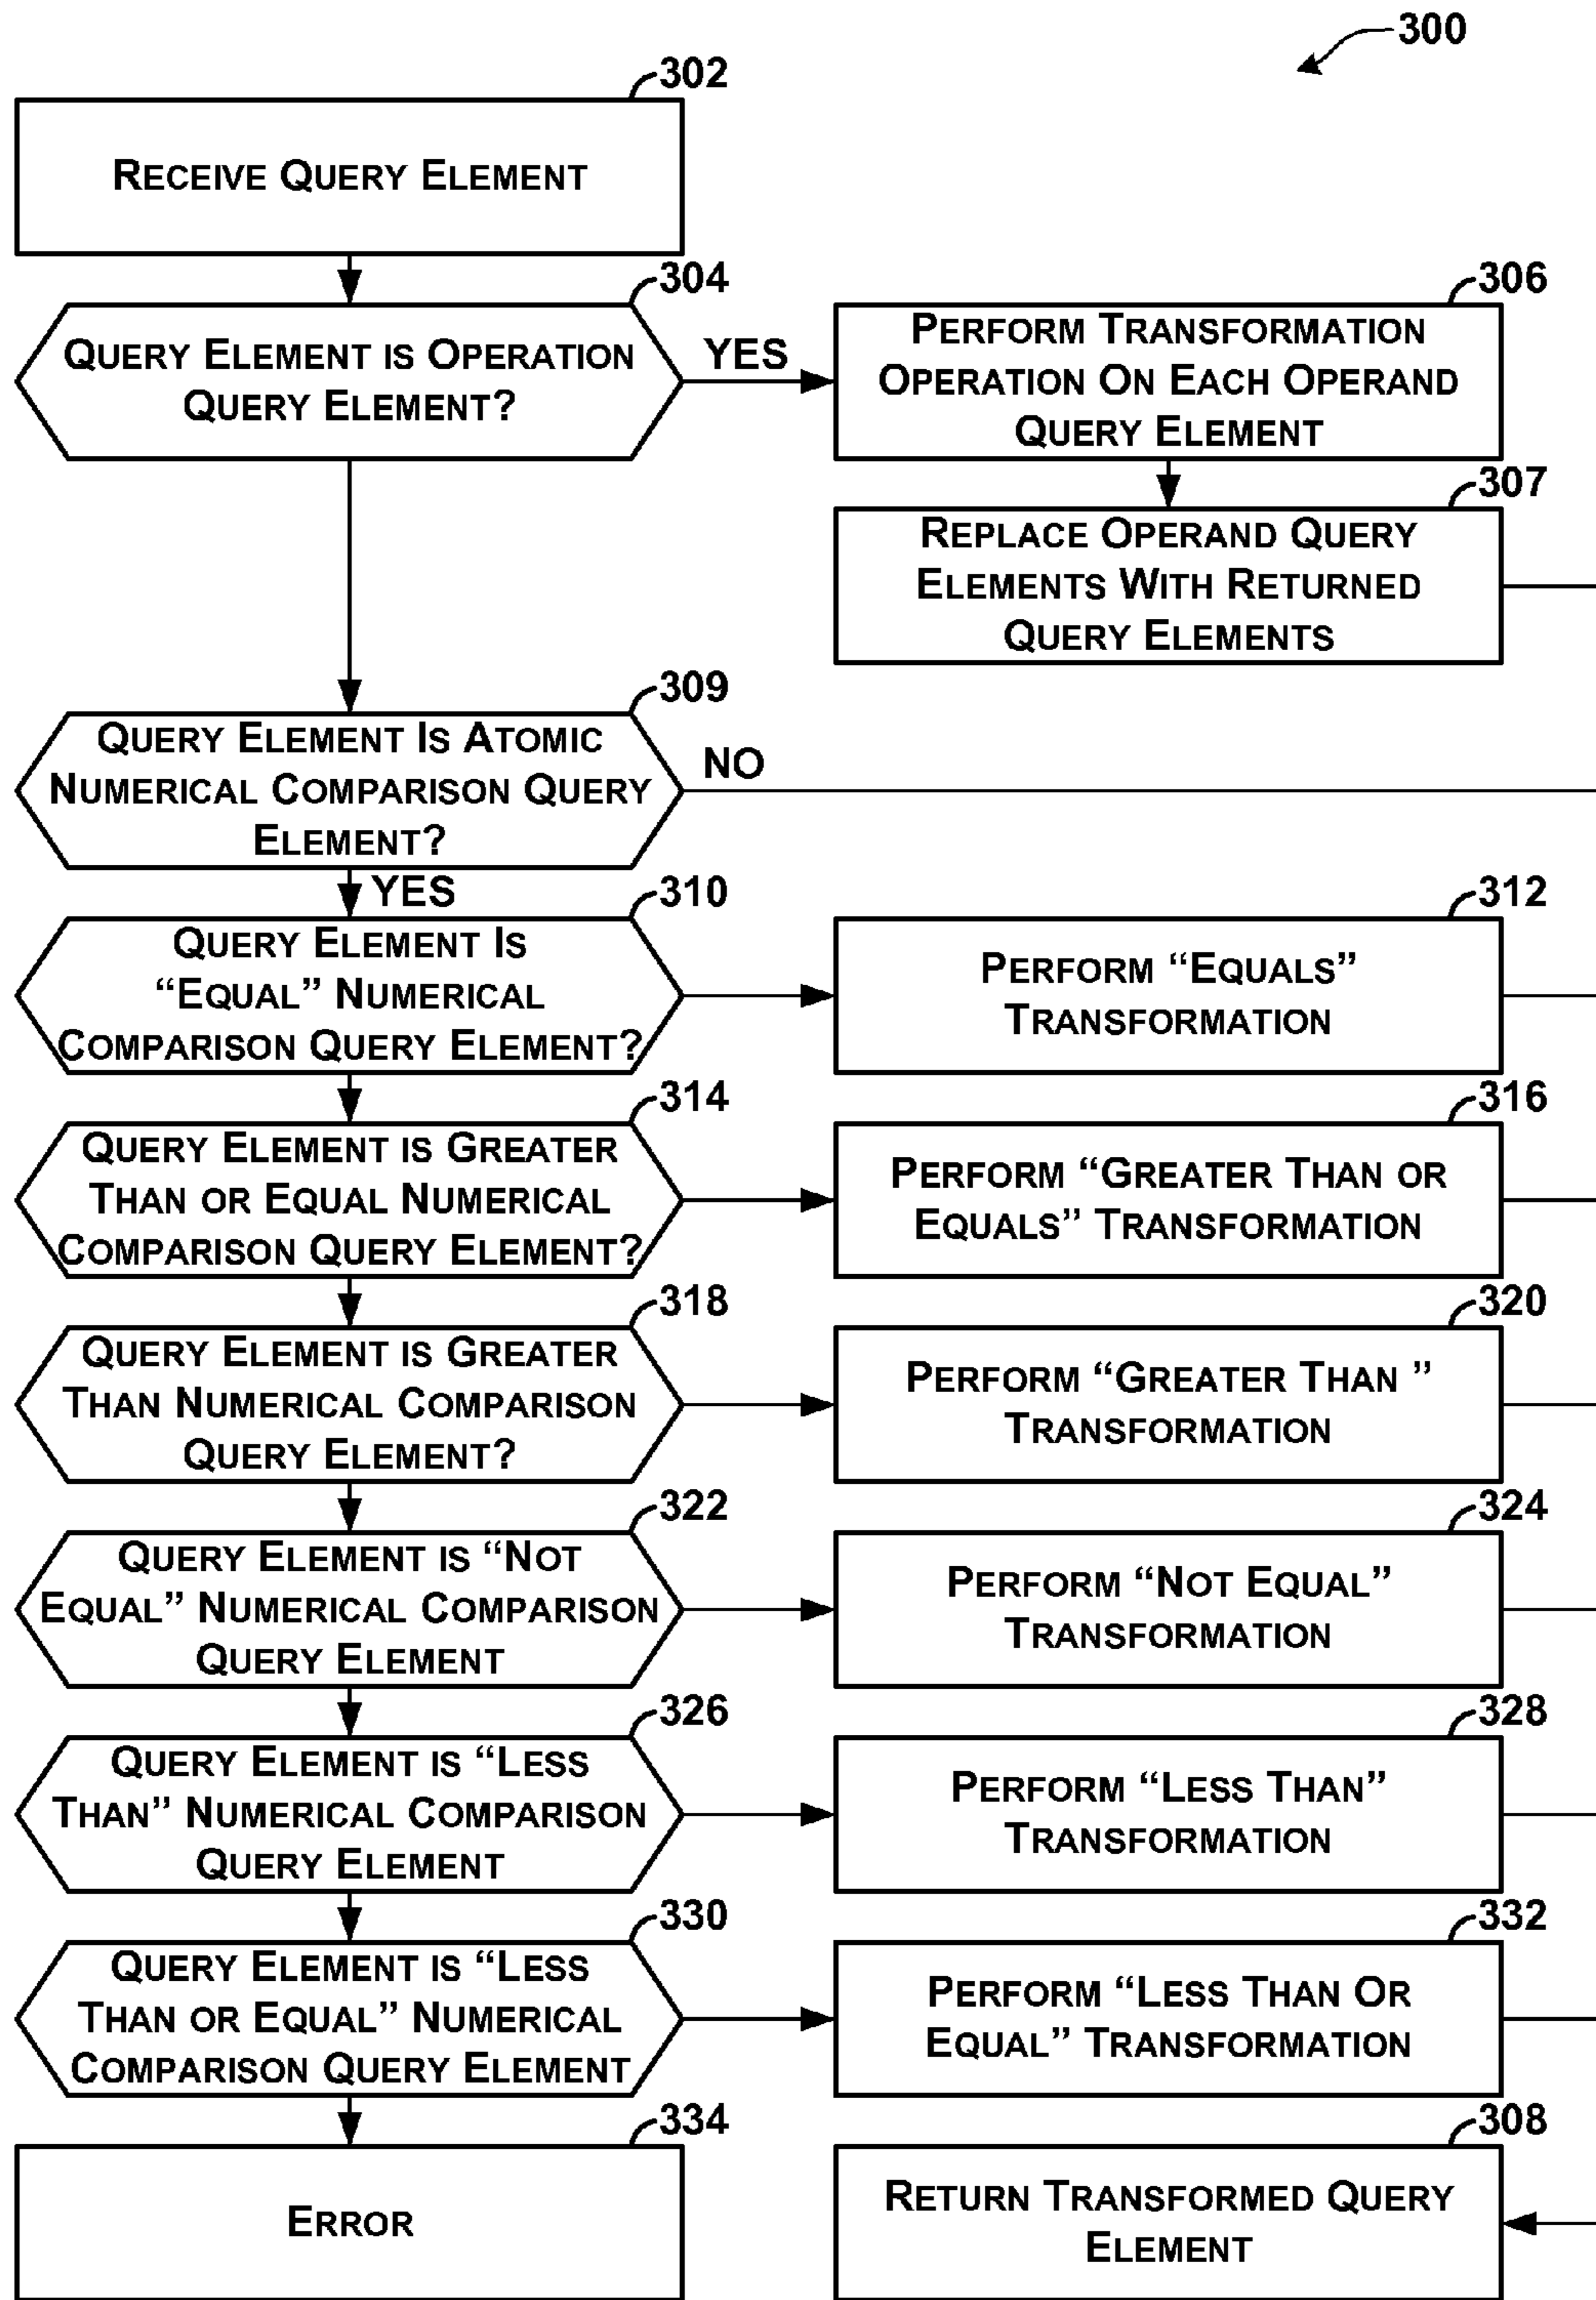 300
302
Receive Query Element
304
Query Element is Operation
Query Element?
YES
306
Perform Transformation
Operation On Each Operand
Query Element
307
Replace Operand Query
Elements With Returned
Query Elements
309
Query Element Is Atomic
Numerical Comparison Query
Element?
NO
YES
310
Query Element Is
“Equal” Numerical
Comparison Query Element?
312
Perform “Equals”
Transformation
314
Query Element is Greater
Than or Equal Numerical
Comparison Query Element?
316
Perform “Greater Than or
Equals” Transformation
318
Query Element is Greater
Than Numerical Comparison
Query Element?
320
Perform “Greater Than ”
Transformation
322
Query Element is “Not
Equal” Numerical Comparison
Query Element
324
Perform “Not Equal”
Transformation
326
Query Element is “Less
Than” Numerical Comparison
Query Element
328
Perform “Less Than”
Transformation
330
Query Element is “Less
Than or Equal” Numerical
Comparison Query Element
332
Perform “Less Than Or
Equal” Transformation
334
Error
308
Return Transformed Query
Element